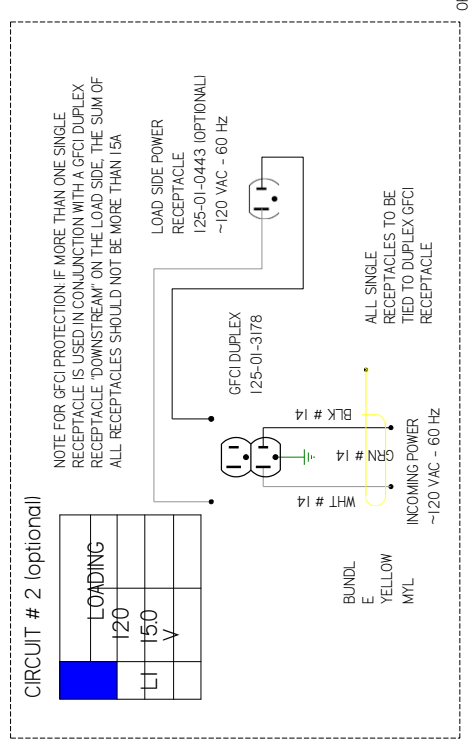 CIRCUIT # 2 (optional)
LOADING
120
L1
15.0
V
NOTE FOR GFCI PROTECTION: IF MORE THAN ONE SINGLE
RECEPTACLE IS USED IN CONJUNCTION WITH A GFCI DUPLEX
RECEPTACLE "DOWNSTREAM" ON THE LOAD SIDE, THE SUM OF
ALL RECEPTACLES SHOULD NOT BE MORE THAN 15A
LOAD SIDE POWER
RECEPTACLE
125-01-0443 (OPTIONAL)
~120 VAC - 60 Hz
GFCI DUPLEX
125-01-3178
WHT # 14
GRN # 14
BLK # 14
INCOMING POWER
~120 VAC - 60 Hz
BUNDL
E
YELLOW
MYL
ALL SINGLE
RECEPTACLES TO BE
TIED TO DUPLEX GFCI
RECEPTACLE